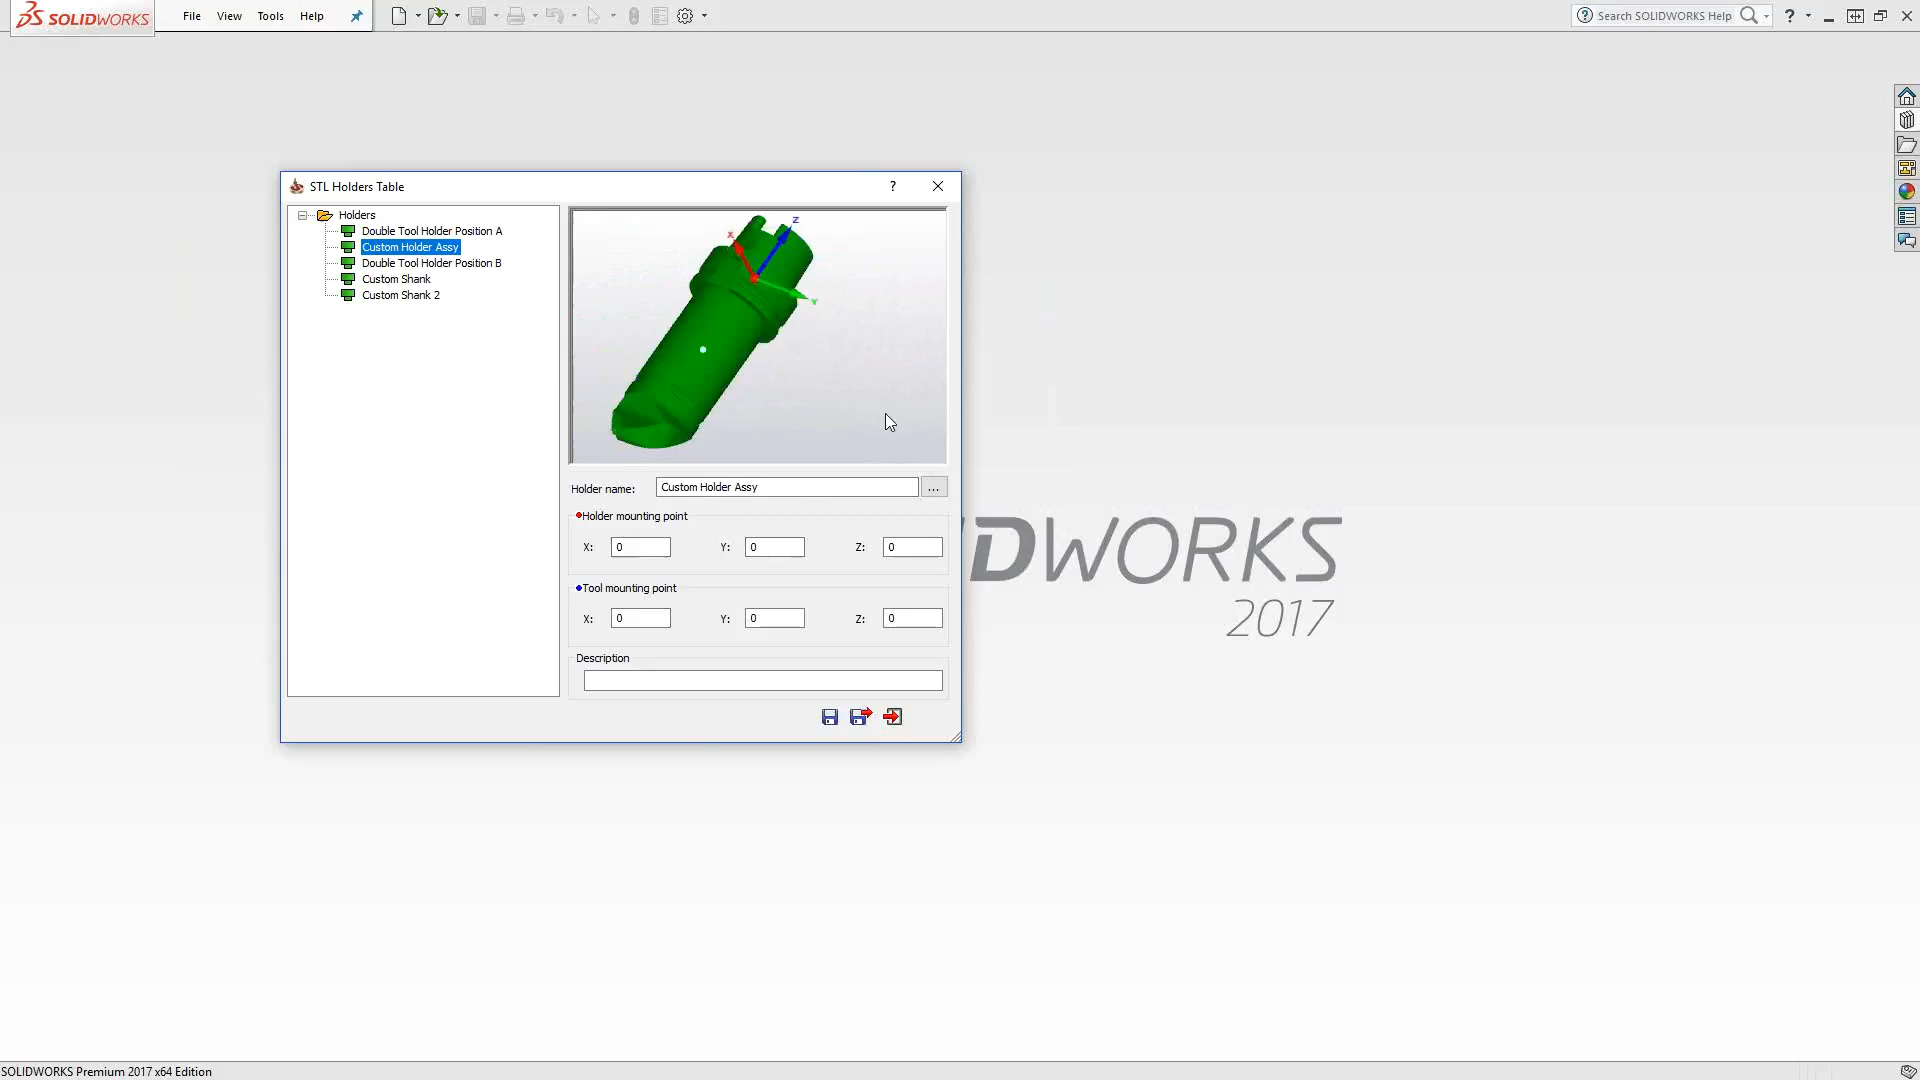 SOLIDWORKS
File View Tools Help
Search SOLIDWORKS Help
?
STL Holders Table
?
Holders
Double Tool Holder Position A
Custom Holder Assy
Double Tool Holder Position B
Custom Shank
Custom Shank 2
X
Z
Y
Holder name: Custom Holder Assy ...
Holder mounting point
X: 0 Y: 0 Z: 0
Tool mounting point
X: 0 Y: 0 Z: 0
Description
IDWORKS
2017
SOLIDWORKS Premium 2017 x64 Edition